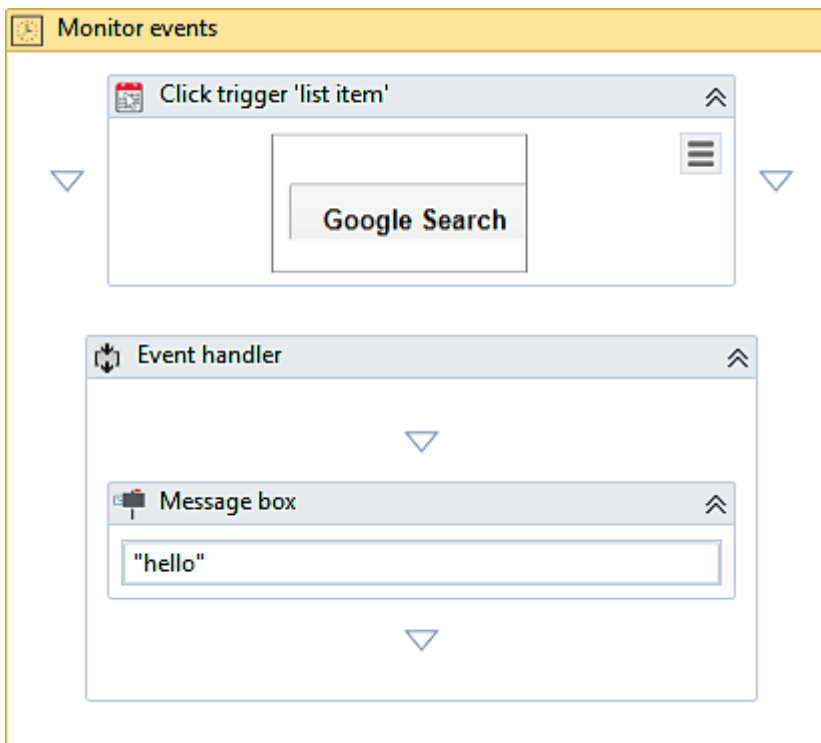 Monitor events
Click trigger 'list item'
Google Search
Event handler
Message box
"hello"